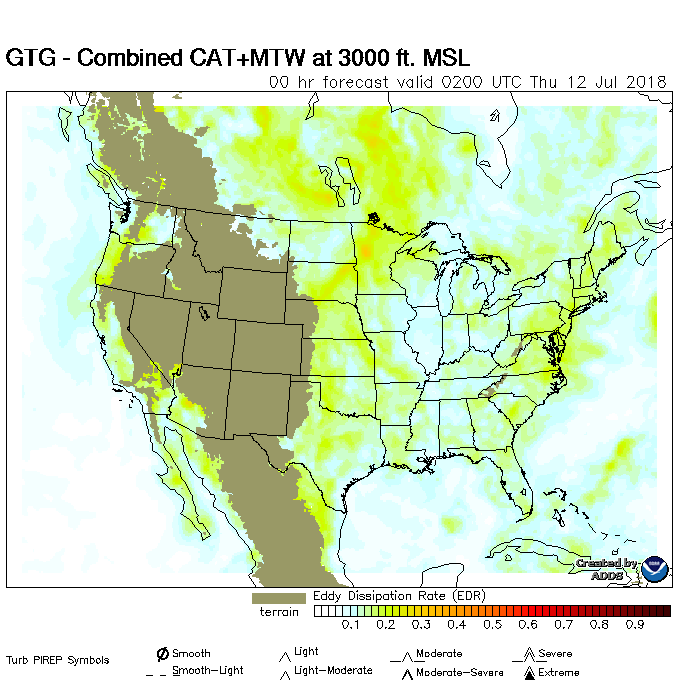 GTG - Combined CAT+MTW at 3000 ft. MSL
00 hr forecast valid 0200 UTC Thu 12 Jul 2018
Created by
ADDS
Eddy Dissipation Rate (EDR)
terrain
0.1 0.2 0.3 0.4 0.5 0.6 0.7 0.8 0.9
Turb PIREP Symbols
Smooth Light Moderate Severe
Smooth-Light Light-Moderate Moderate-Severe Extreme